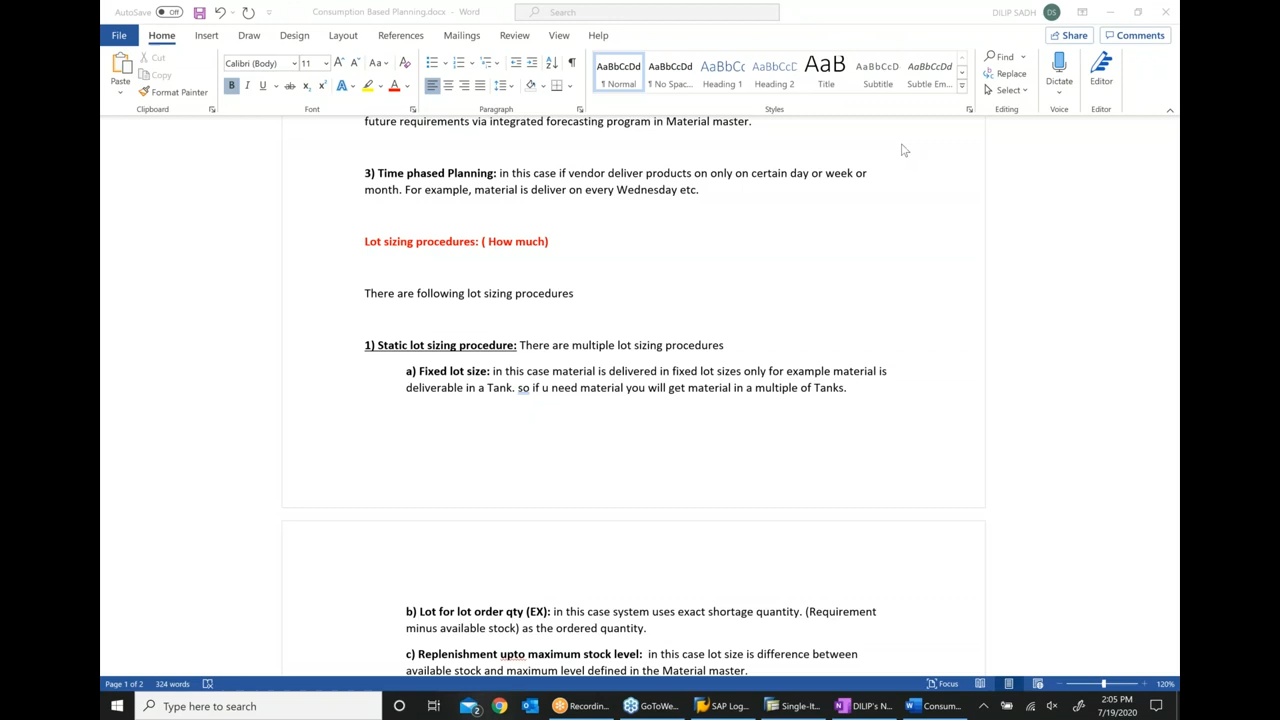 AutoSave Off Consumption Based Planning.docx - Word Search DILIP SADH DS
File Home Insert Draw Design Layout References Mailings Review View Help Share Comments
Paste Cut Copy Format Painter Clipboard
Calibri (Body) 11 Font
Paragraph
AaBbCcDd AaBbCcDd AaBbCc AaBbCcD AaB AaBbCcD AaBbCcDd
¶ Normal ¶ No Spac... Heading 1 Heading 2 Title Subtitle Subtle Em...
Styles
Find Replace Select Editing
Dictate Voice
Editor Editor
future requirements via integrated forecasting program in Material master.
3) Time phased Planning: in this case if vendor deliver products on only on certain day or week or
month. For example, material is deliver on every Wednesday etc.
Lot sizing procedures: ( How much)
There are following lot sizing procedures
1) Static lot sizing procedure: There are multiple lot sizing procedures
a) Fixed lot size: in this case material is delivered in fixed lot sizes only for example material is
deliverable in a Tank. so if u need material you will get material in a multiple of Tanks.
b) Lot for lot order qty (EX): in this case system uses exact shortage quantity. (Requirement
minus available stock) as the ordered quantity.
c) Replenishment upto maximum stock level: in this case lot size is difference between
available stock and maximum level defined in the Material master.
Page 1 of 2 324 words Focus 120%
Type here to search Recordin... GoToWe... SAP Log... Single-It... DILIP's N... Consum... 2:05 PM
7/19/2020